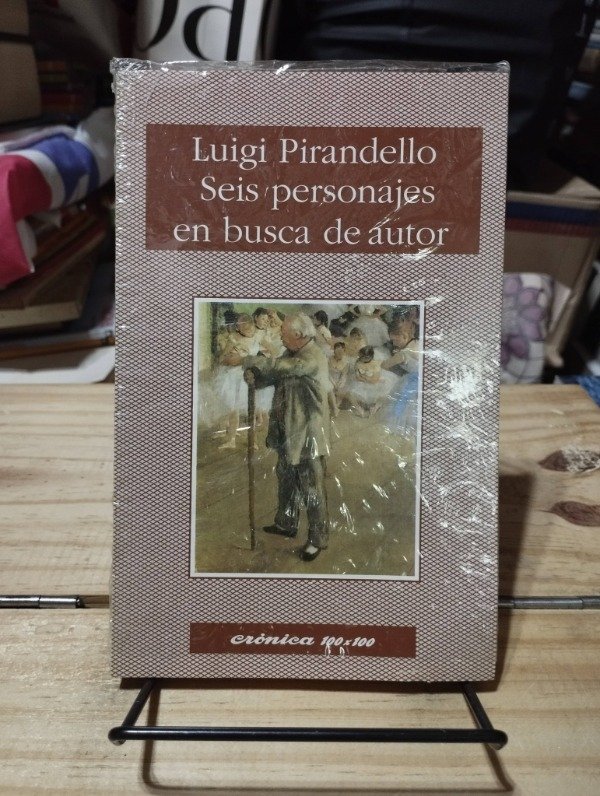 Luigi Pirandello
Seis personajes
en busca de autor
crónica 100x100